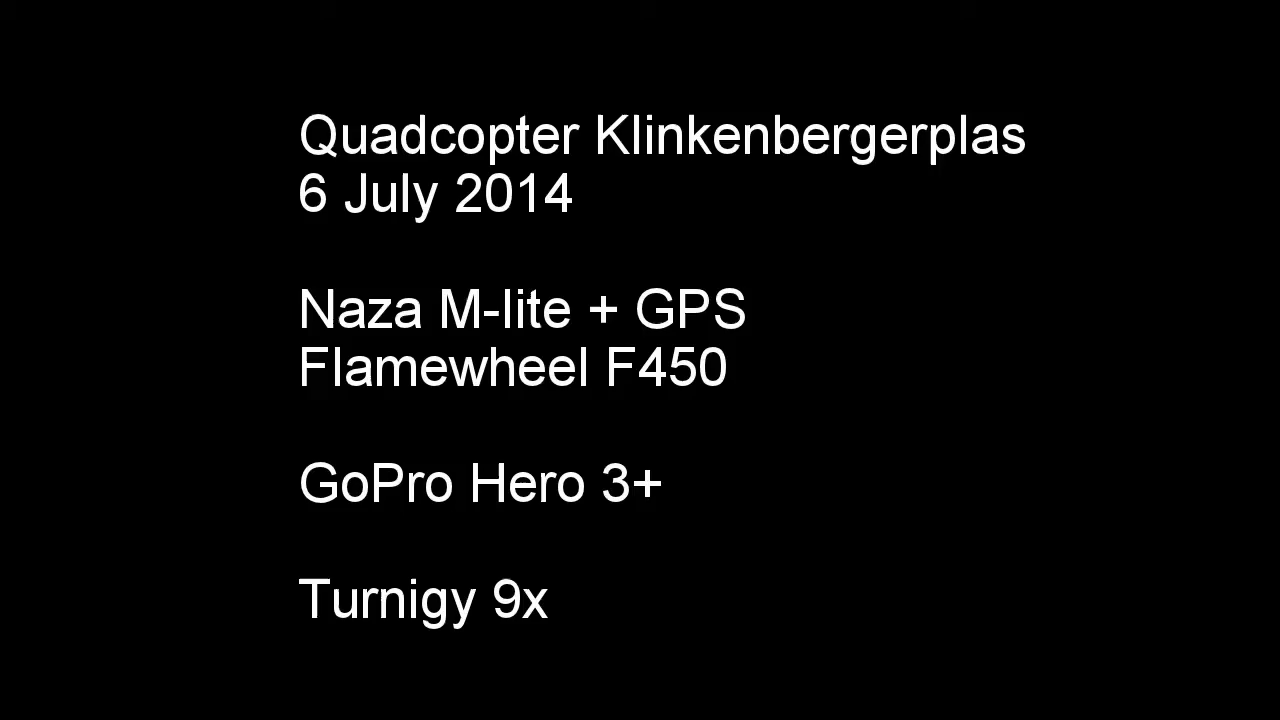 Quadcopter Klinkenbergerplas
6 July 2014
Naza M-lite + GPS
Flamewheel F450
GoPro Hero 3+
Turnigy 9x